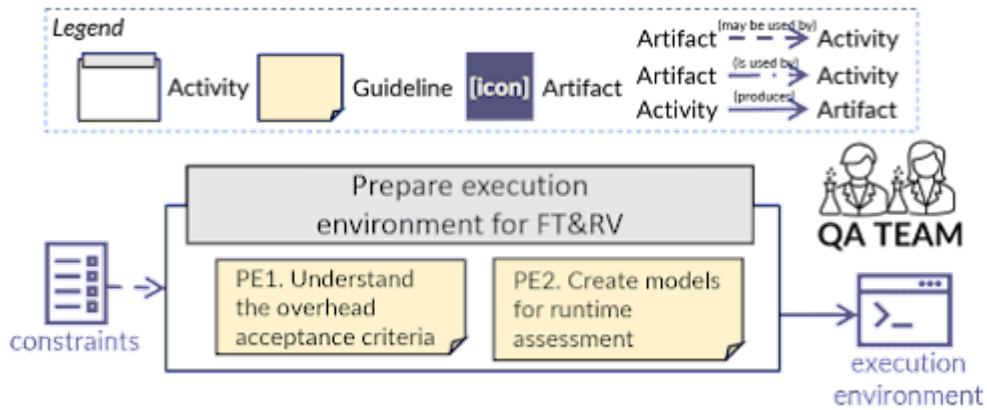 Legend
Activity
Guideline
[icon]
Artifact
Artifact (may be used by) Activity
Artifact (is used by) Activity
Activity (produces) Artifact
Prepare execution
environment for FT&RV
QA TEAM
constraints
PE1. Understand
the overhead
acceptance criteria
PE2. Create models
for runtime
assessment
execution
environment